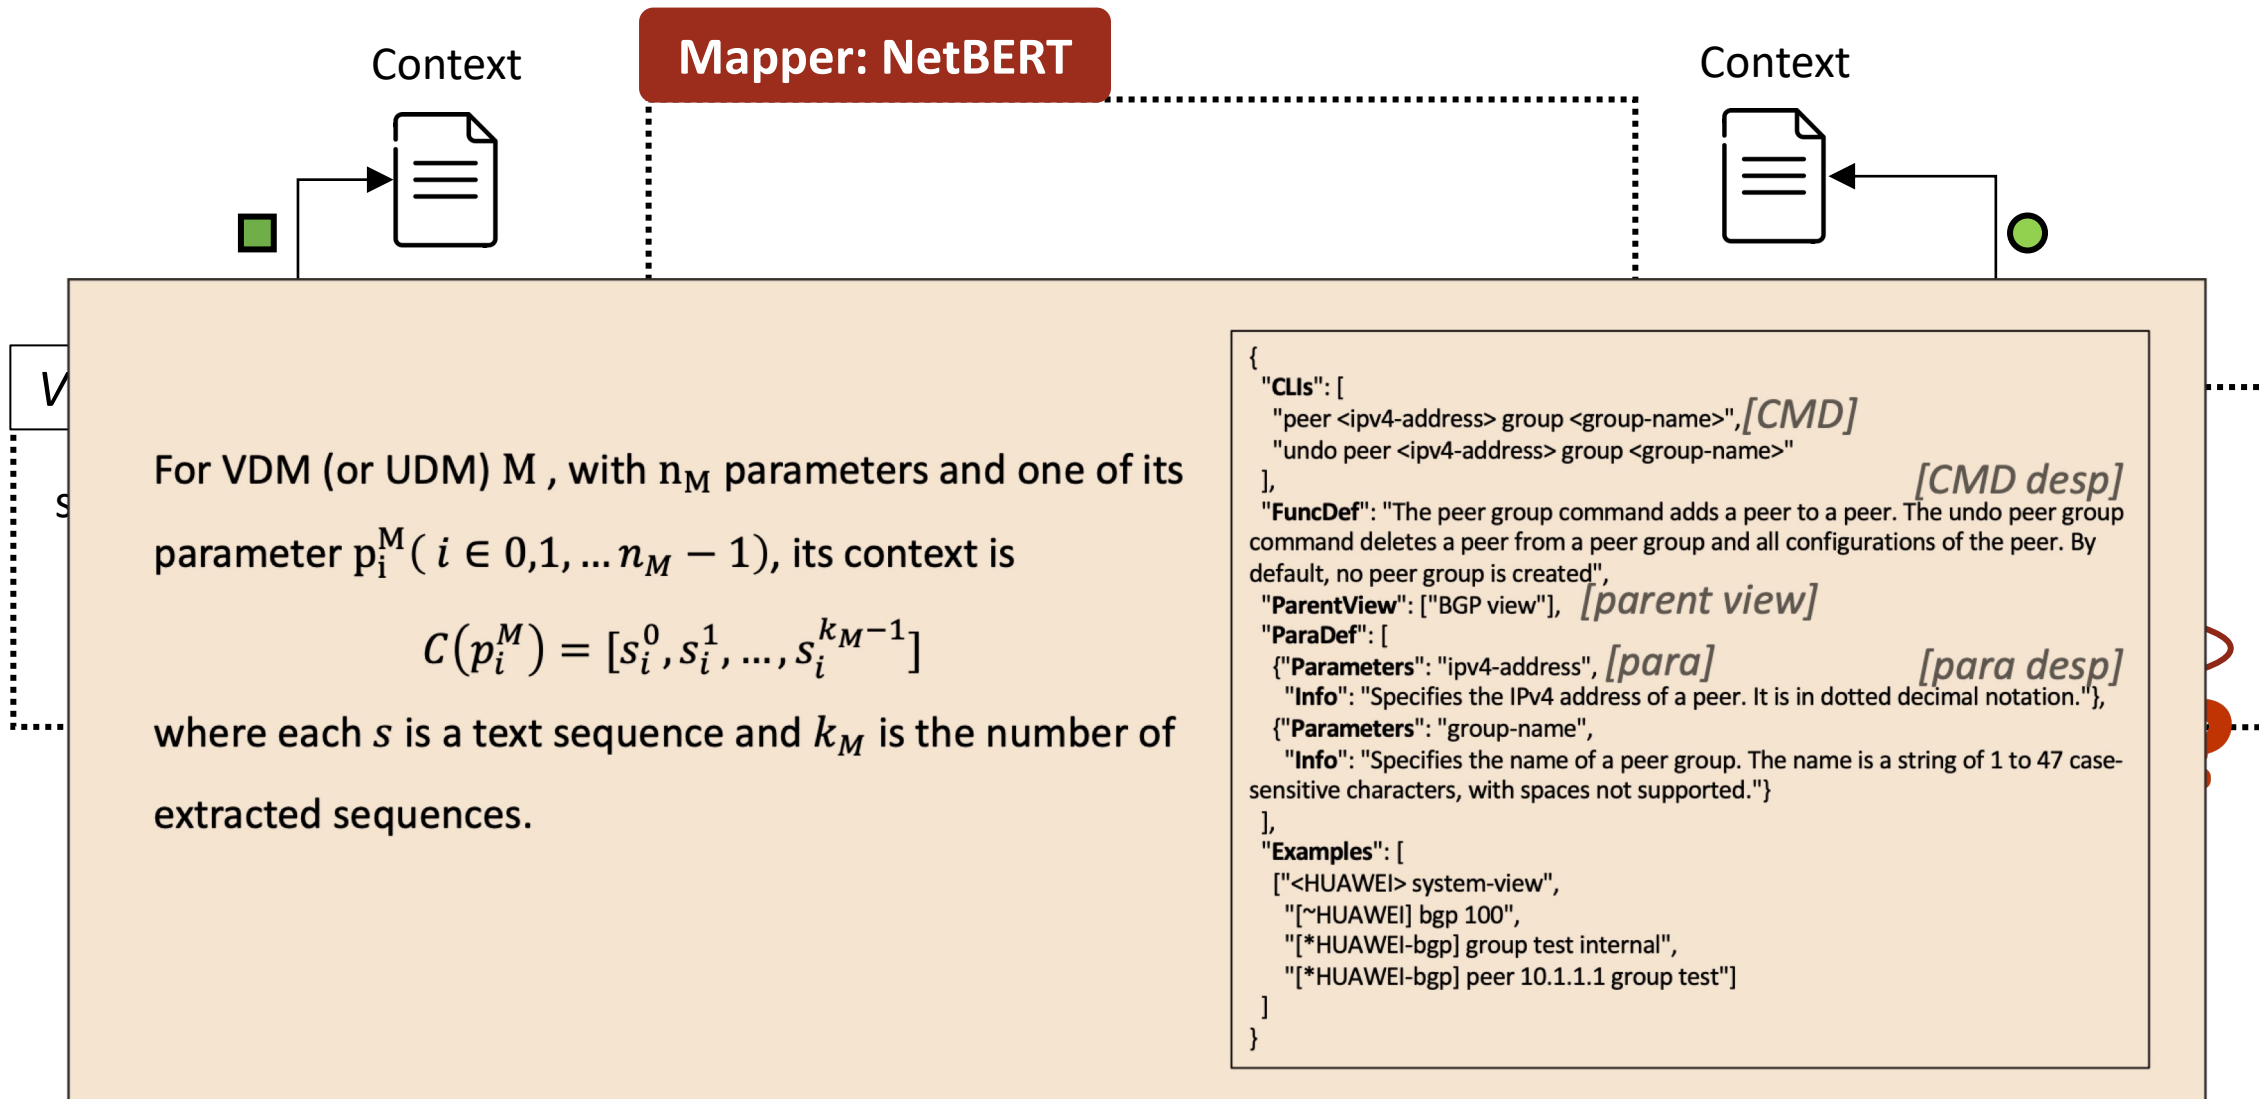 Context
Mapper: NetBERT
Context
V
s
For VDM (or UDM) M , with n_M parameters and one of its
parameter p_i^M( i ∈ 0,1, … n_M − 1), its context is
C(p_i^M) = [s_i^0, s_i^1, … , s_i^{k_M−1}]
where each s is a text sequence and k_M is the number of
extracted sequences.
{
"CLIs": [
"peer <ipv4-address> group <group-name>", [CMD]
"undo peer <ipv4-address> group <group-name>"
],
[CMD desp]
"FuncDef": "The peer group command adds a peer to a peer. The undo peer group
command deletes a peer from a peer group and all configurations of the peer. By
default, no peer group is created",
"ParentView": ["BGP view"], [parent view]
"ParaDef": [
{"Parameters": "ipv4-address", [para] [para desp]
"Info": "Specifies the IPv4 address of a peer. It is in dotted decimal notation."},
{"Parameters": "group-name",
"Info": "Specifies the name of a peer group. The name is a string of 1 to 47 case-
sensitive characters, with spaces not supported."}
],
"Examples": [
["<HUAWEI> system-view",
"[~HUAWEI] bgp 100",
"[*HUAWEI-bgp] group test internal",
"[*HUAWEI-bgp] peer 10.1.1.1 group test"]
]
}